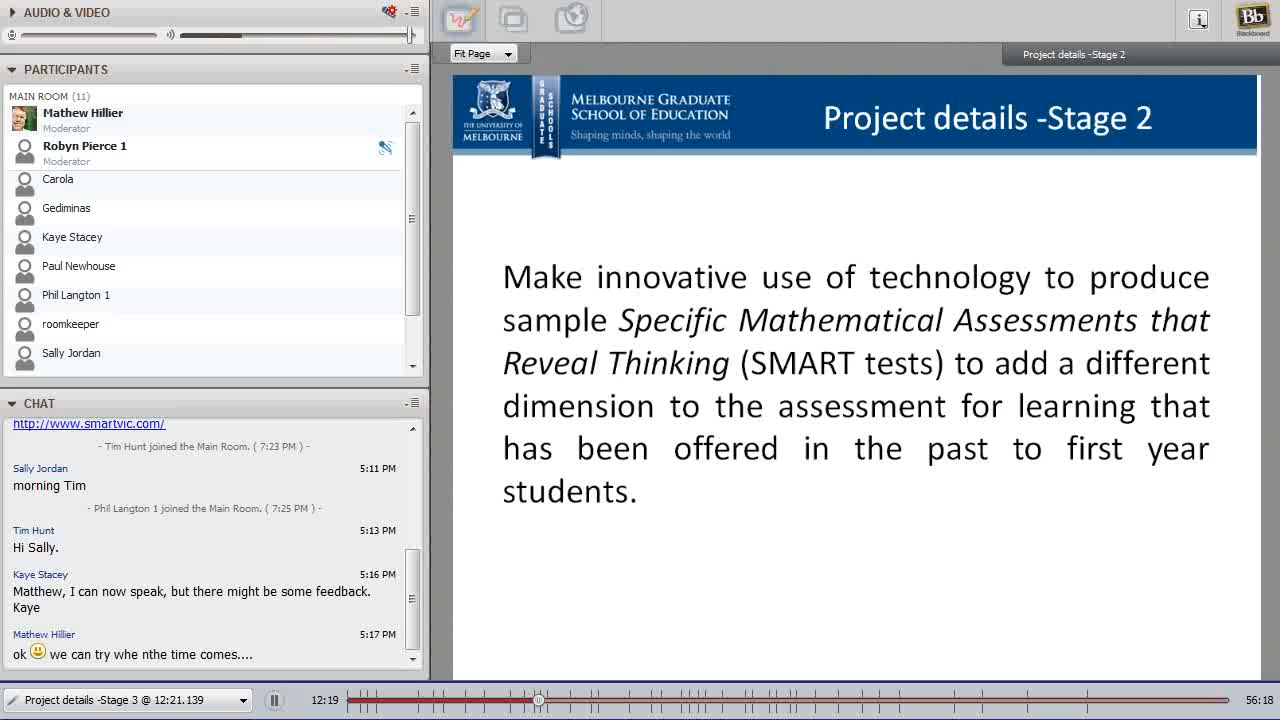 AUDIO & VIDEO
PARTICIPANTS
MAIN ROOM (11)
Mathew Hillier
Moderator
Robyn Pierce 1
Moderator
Carola
Gediminas
Kaye Stacey
Paul Newhouse
Phil Langton 1
roomkeeper
Sally Jordan
CHAT
http://www.smartvic.com/
- Tim Hunt joined the Main Room. ( 7:23 PM ) -
Sally Jordan 5:11 PM
morning Tim
- Phil Langton 1 joined the Main Room. ( 7:25 PM ) -
Tim Hunt 5:13 PM
Hi Sally.
Kaye Stacey 5:16 PM
Matthew, I can now speak, but there might be some feedback.
Kaye
Mathew Hillier 5:17 PM
ok we can try whe nthe time comes....
Fit Page
Project details -Stage 2
Bb
Blackboard
THE UNIVERSITY OF
MELBOURNE
GRADUATE
SCHOOLS
MELBOURNE GRADUATE
SCHOOL OF EDUCATION
Shaping minds, shaping the world
Project details -Stage 2
Make innovative use of technology to produce
sample Specific Mathematical Assessments that
Reveal Thinking (SMART tests) to add a different
dimension to the assessment for learning that
has been offered in the past to first year
students.
Project details -Stage 3 @ 12:21.139
12:19
56:18